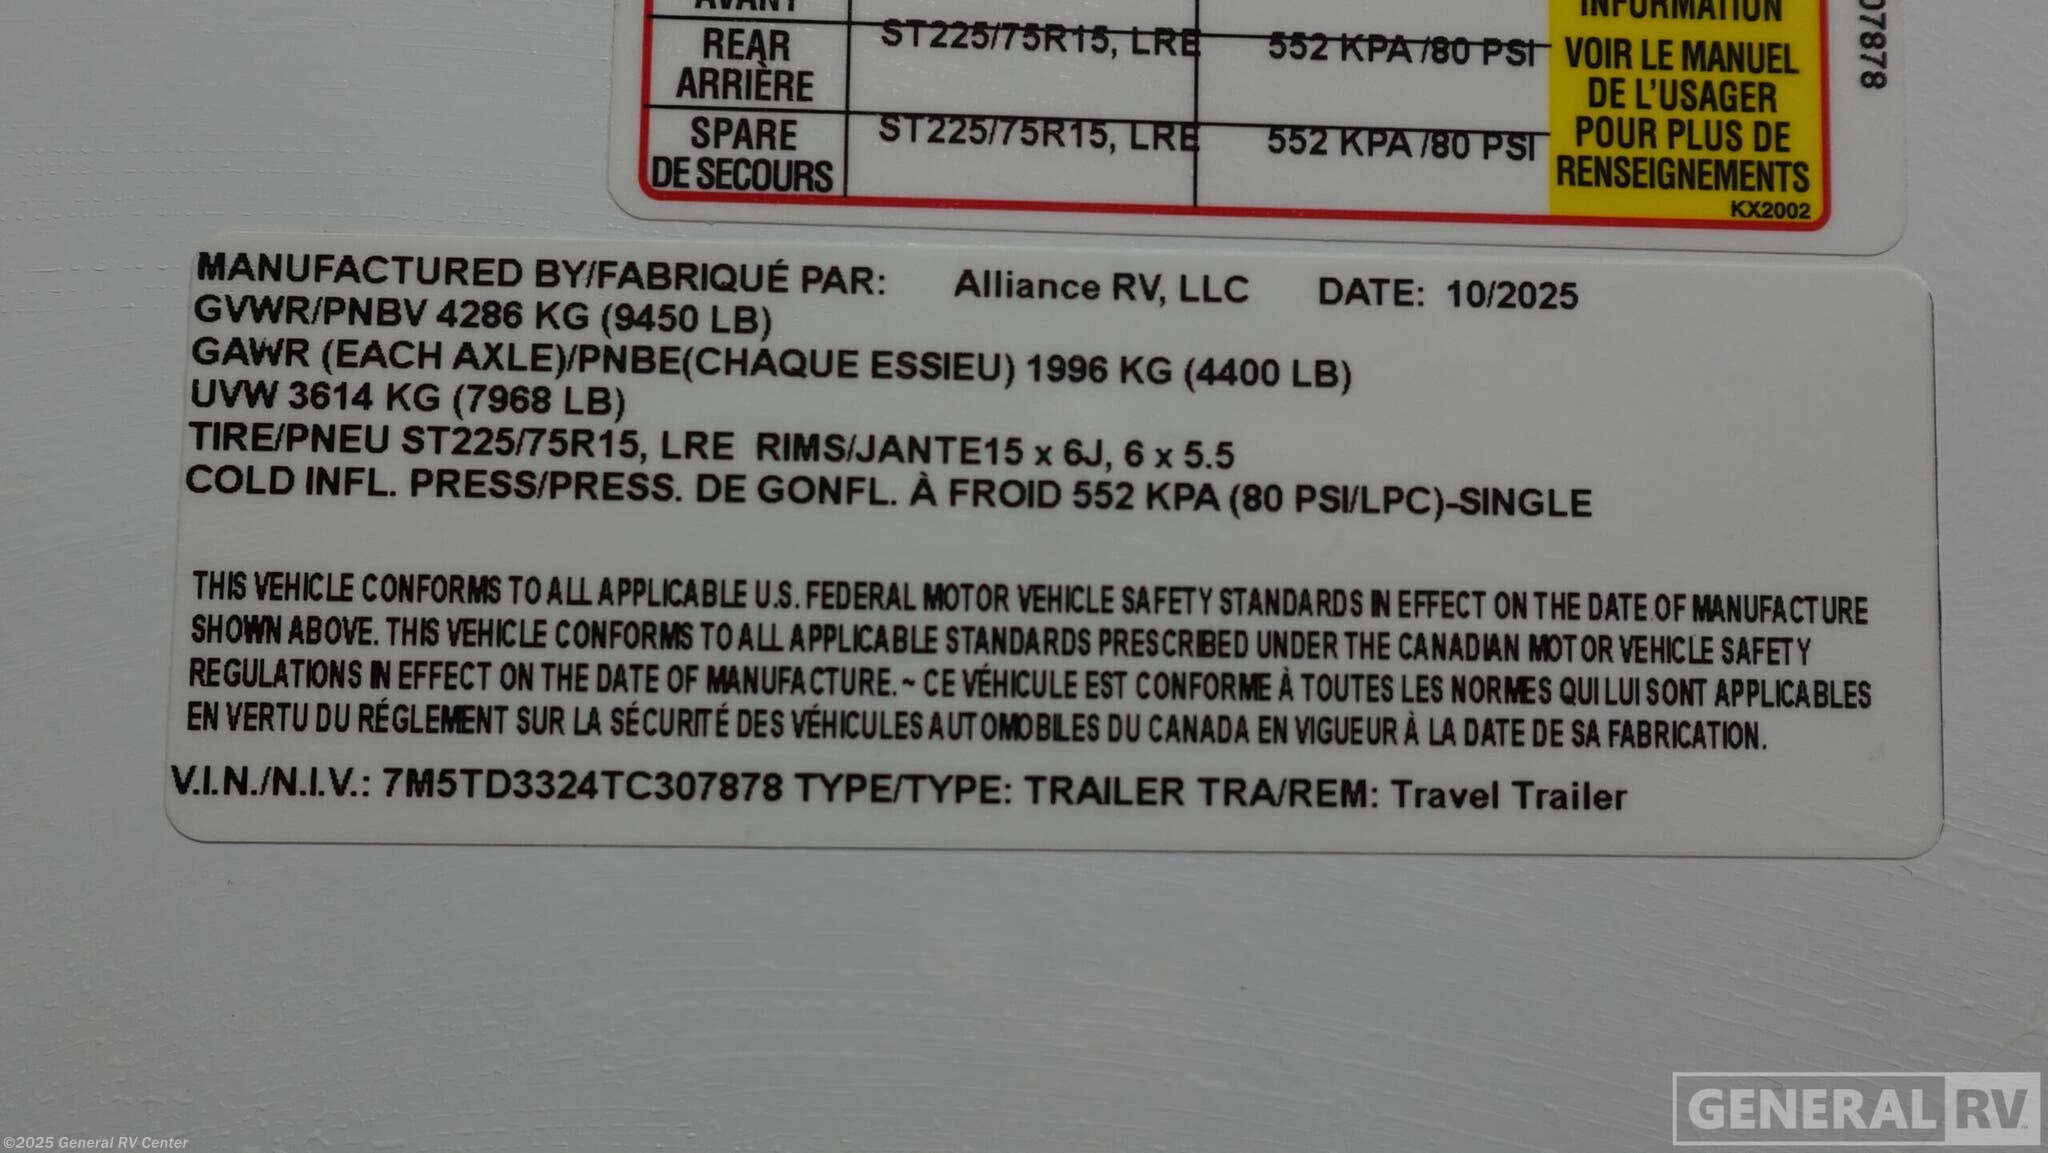 AVANT
INFORMATION
REAR
ARRIÈRE
ST225/75R15, LRE
552 KPA /80 PSI
VOIR LE MANUEL
DE L'USAGER
POUR PLUS DE
RENSEIGNEMENTS
SPARE
DE SECOURS
ST225/75R15, LRE
552 KPA /80 PSI
KX2002
07878
MANUFACTURED BY/FABRIQUÉ PAR: Alliance RV, LLC DATE: 10/2025
GVWR/PNBV 4286 KG (9450 LB)
GAWR (EACH AXLE)/PNBE(CHAQUE ESSIEU) 1996 KG (4400 LB)
UVW 3614 KG (7968 LB)
TIRE/PNEU ST225/75R15, LRE RIMS/JANTE15 x 6J, 6 x 5.5
COLD INFL. PRESS/PRESS. DE GONFL. À FROID 552 KPA (80 PSI/LPC)-SINGLE
THIS VEHICLE CONFORMS TO ALL APPLICABLE U.S. FEDERAL MOTOR VEHICLE SAFETY STANDARDS IN EFFECT ON THE DATE OF MANUFACTURE
SHOWN ABOVE. THIS VEHICLE CONFORMS TO ALL APPLICABLE STANDARDS PRESCRIBED UNDER THE CANADIAN MOTOR VEHICLE SAFETY
REGULATIONS IN EFFECT ON THE DATE OF MANUFACTURE. ~ CE VÉHICULE EST CONFORME À TOUTES LES NORMES QUI LUI SONT APPLICABLES
EN VERTU DU RÉGLEMENT SUR LA SÉCURITÉ DES VÉHICULES AUTOMOBILES DU CANADA EN VIGUEUR À LA DATE DE SA FABRICATION.
V.I.N./N.I.V.: 7M5TD3324TC307878 TYPE/TYPE: TRAILER TRA/REM: Travel Trailer
GENERAL RV
©2025 General RV Center